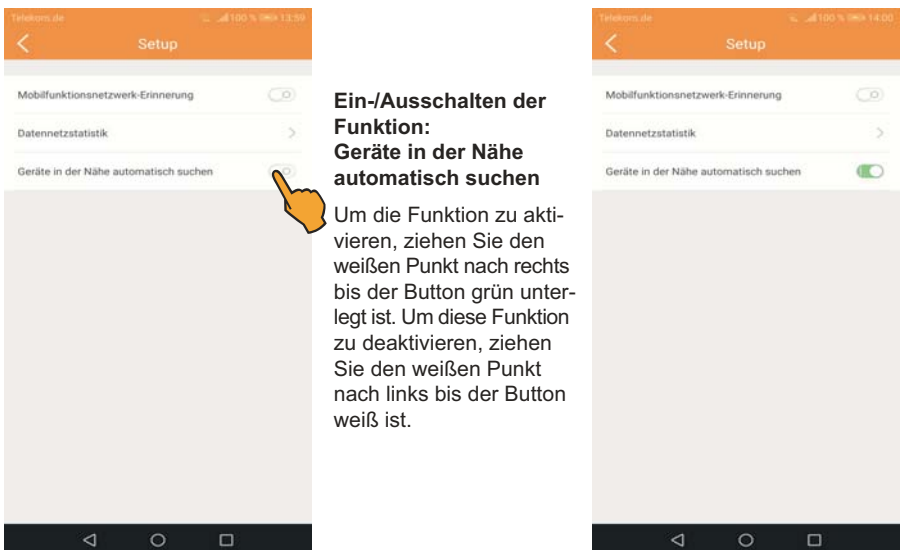 Telekom.de 100 % 13:59
Setup
Mobilfunktionsnetzwerk-Erinnerung
Datennetzstatistik
Geräte in der Nähe automatisch suchen
Ein-/Ausschalten der
Funktion:
Geräte in der Nähe
automatisch suchen
Um die Funktion zu akti-
vieren, ziehen Sie den
weißen Punkt nach rechts
bis der Button grün unter-
legt ist. Um diese Funktion
zu deaktivieren, ziehen
Sie den weißen Punkt
nach links bis der Button
weiß ist.
Telekom.de 100 % 14:00
Setup
Mobilfunktionsnetzwerk-Erinnerung
Datennetzstatistik
Geräte in der Nähe automatisch suchen